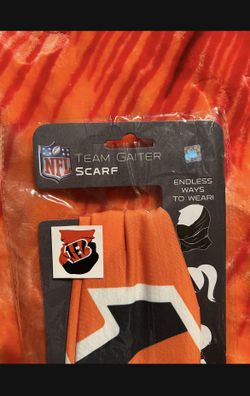 NFL
TEAM GAITER
SCARF
ENDLESS
WAYS
TO WEAR!